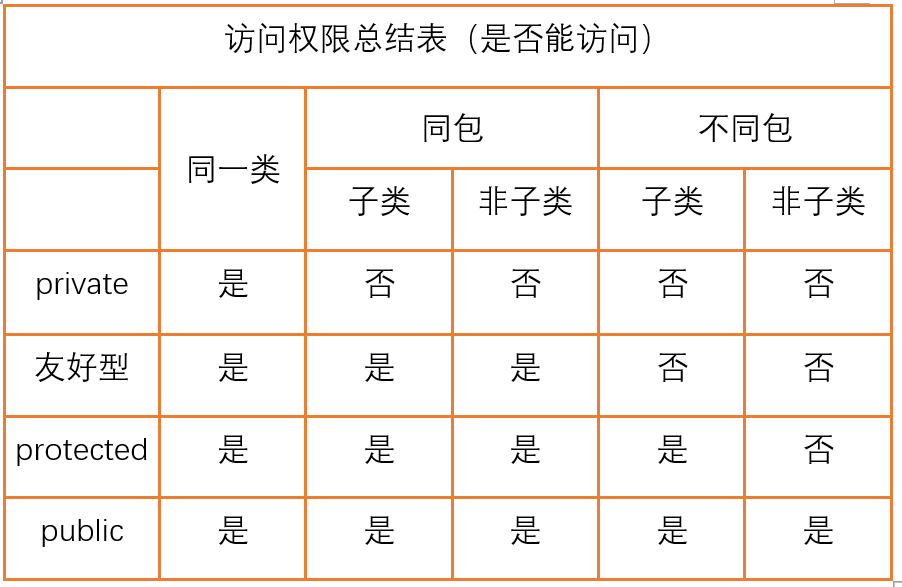 访问权限总结表（是否能访问）
同一类 同包 不同包
子类 非子类 子类 非子类
private 是 否 否 否 否
友好型 是 是 是 否 否
protected 是 是 是 是 否
public 是 是 是 是 是